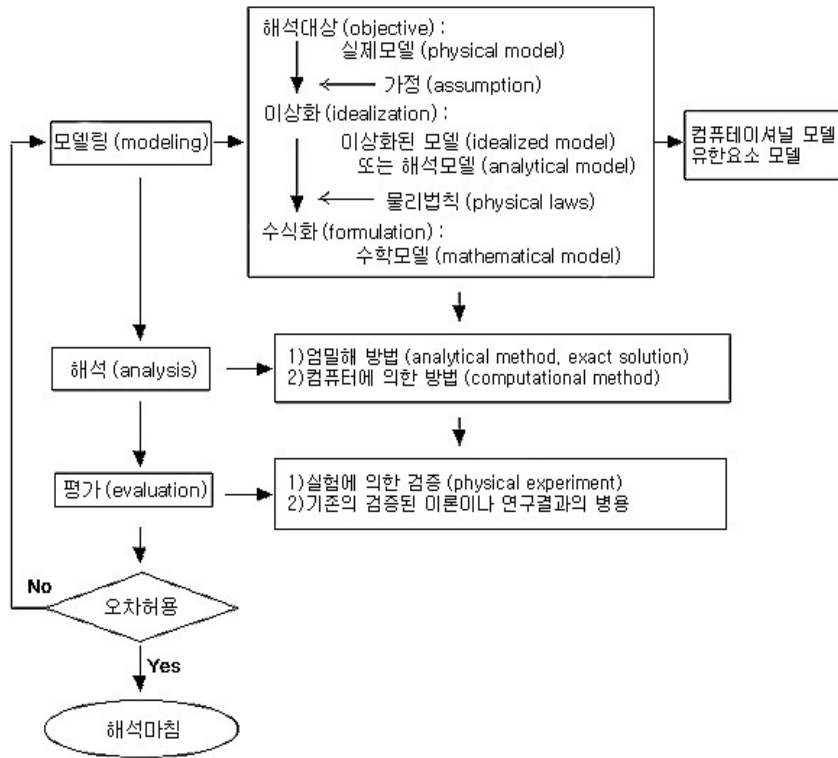 해석대상 (objective) :
실제모델 (physical model)
가정 (assumption)
이상화 (idealization) :
이상화된 모델 (idealized model)
또는 해석모델 (analytical model)
물리법칙 (physical laws)
수식화 (formulation) :
수학모델 (mathematical model)
모델링 (modeling)
컴퓨테이셔널 모델
유한요소 모델
해석 (analysis)
1)엄밀해 방법 (analytical method, exact solution)
2)컴퓨터에 의한 방법 (computational method)
평가 (evaluation)
1)실험에 의한 검증 (physical experiment)
2)기존의 검증된 이론이나 연구결과의 병용
No
오차허용
Yes
해석마침